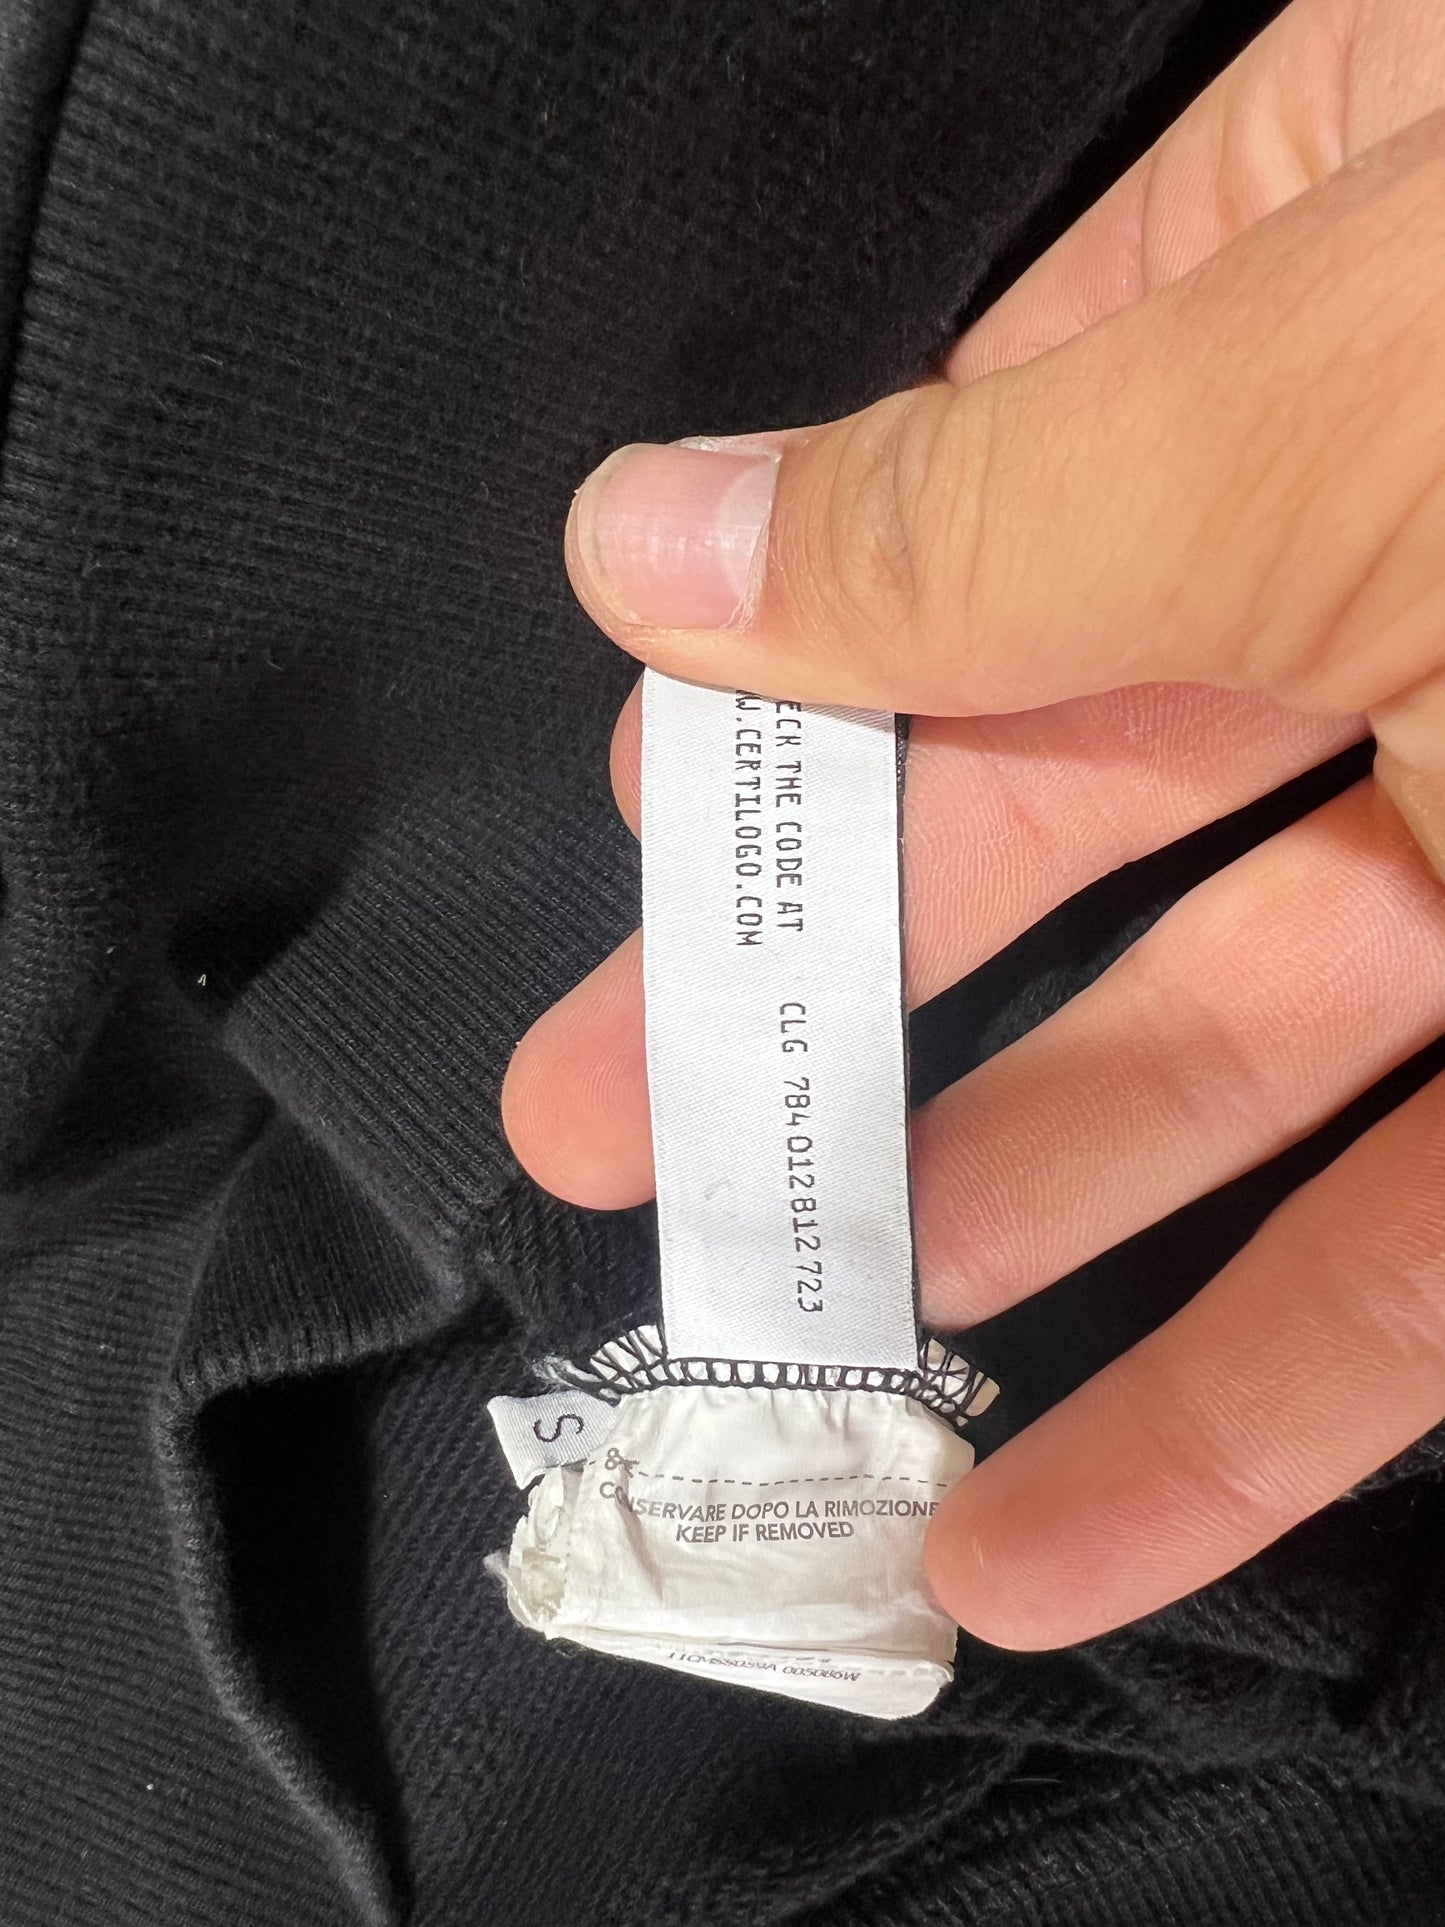 ECK THE CODE AT
W.CERTILOGO.COM
CLG 784012812723
S
CONSERVARE DOPO LA RIMOZIONE
KEEP IF REMOVED